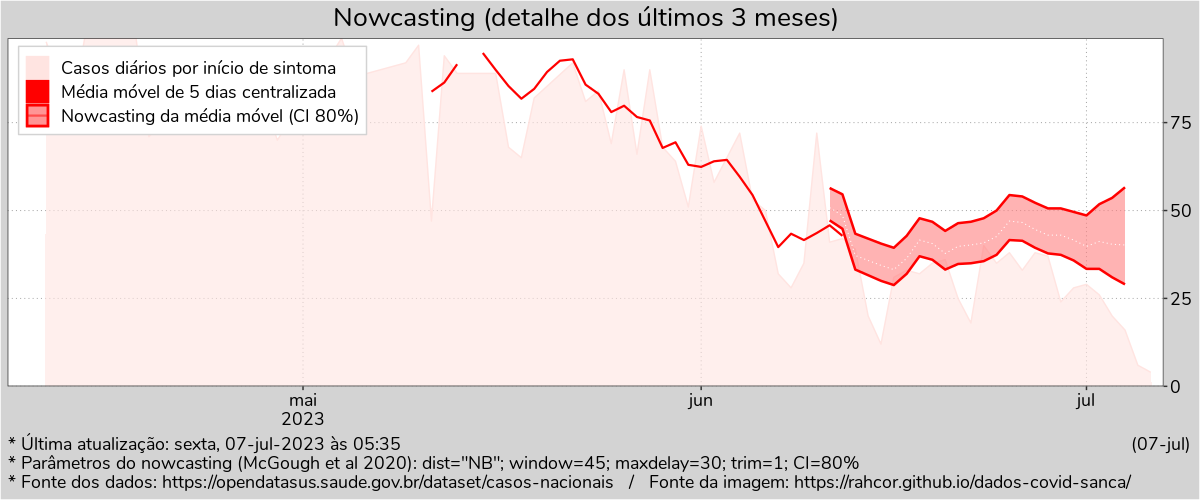 Nowcasting (detalhe dos últimos 3 meses)
Casos diários por início de sintoma
Média móvel de 5 dias centralizada
Nowcasting da média móvel (CI 80%)
75
50
25
0
mai
2023
jun
jul
* Última atualização: sexta, 07-jul-2023 às 05:35
(07-jul)
* Parâmetros do nowcasting (McGough et al 2020): dist="NB"; window=45; maxdelay=30; trim=1; CI=80%
* Fonte dos dados: https://opendatasus.saude.gov.br/dataset/casos-nacionais / Fonte da imagem: https://rahcor.github.io/dados-covid-sanca/